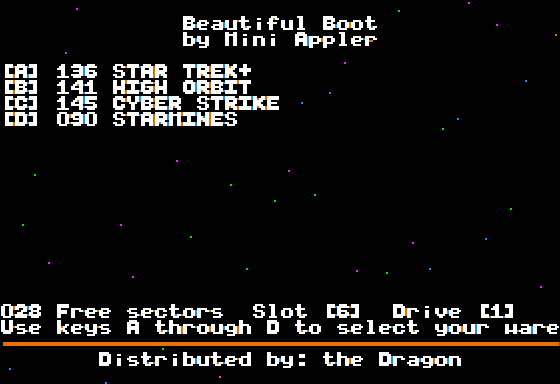 Beautiful Boot
by Mini Appler
[A] 136 STAR TREK+
[B] 141 HIGH ORBIT
[C] 145 CYBER STRIKE
[D] 090 STARMINES
028 Free sectors Slot [6] Drive [1]
Use keys A through D to select your ware
Distributed by: the Dragon